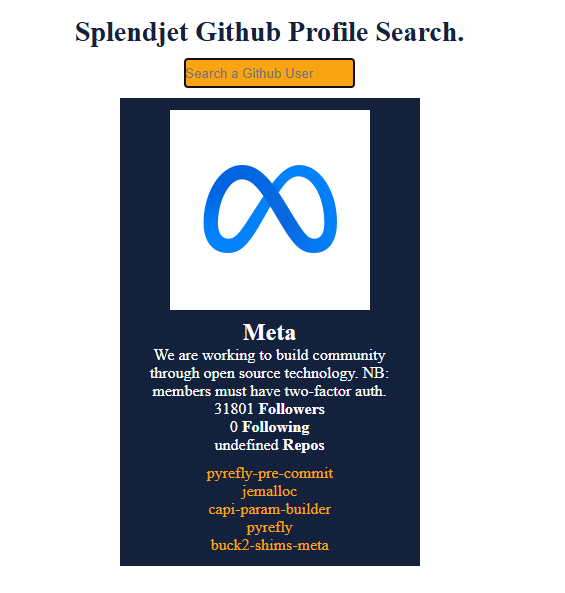 Splendjet Github Profile Search.
Search a Github User
Meta
We are working to build community
through open source technology. NB:
members must have two-factor auth.
31801 Followers
0 Following
undefined Repos
pyrefly-pre-commit
jemalloc
capi-param-builder
pyrefly
buck2-shims-meta